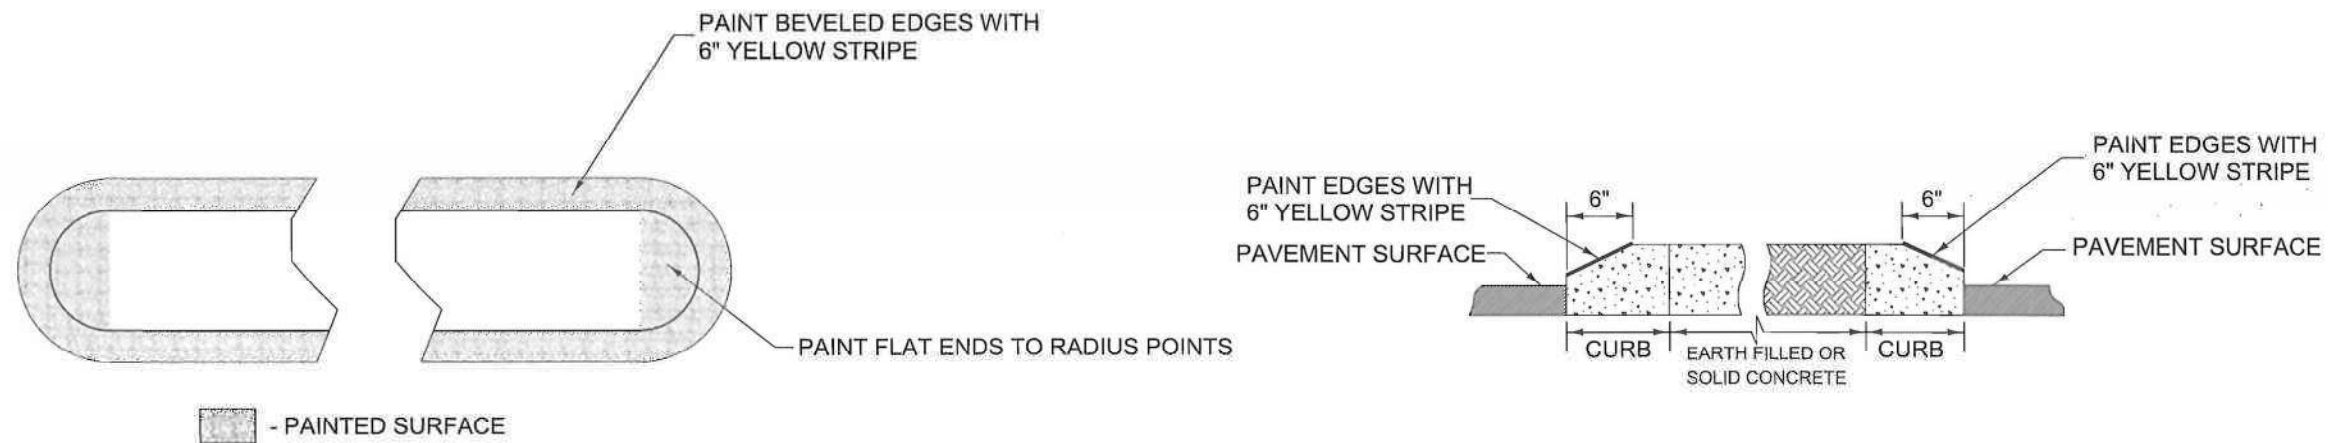 PAINT BEVELED EDGES WITH
6" YELLOW STRIPE
PAINT FLAT ENDS TO RADIUS POINTS
- PAINTED SURFACE
PAINT EDGES WITH
6" YELLOW STRIPE
PAVEMENT SURFACE
6"
6"
PAINT EDGES WITH
6" YELLOW STRIPE
PAVEMENT SURFACE
CURB
EARTH FILLED OR
SOLID CONCRETE
CURB